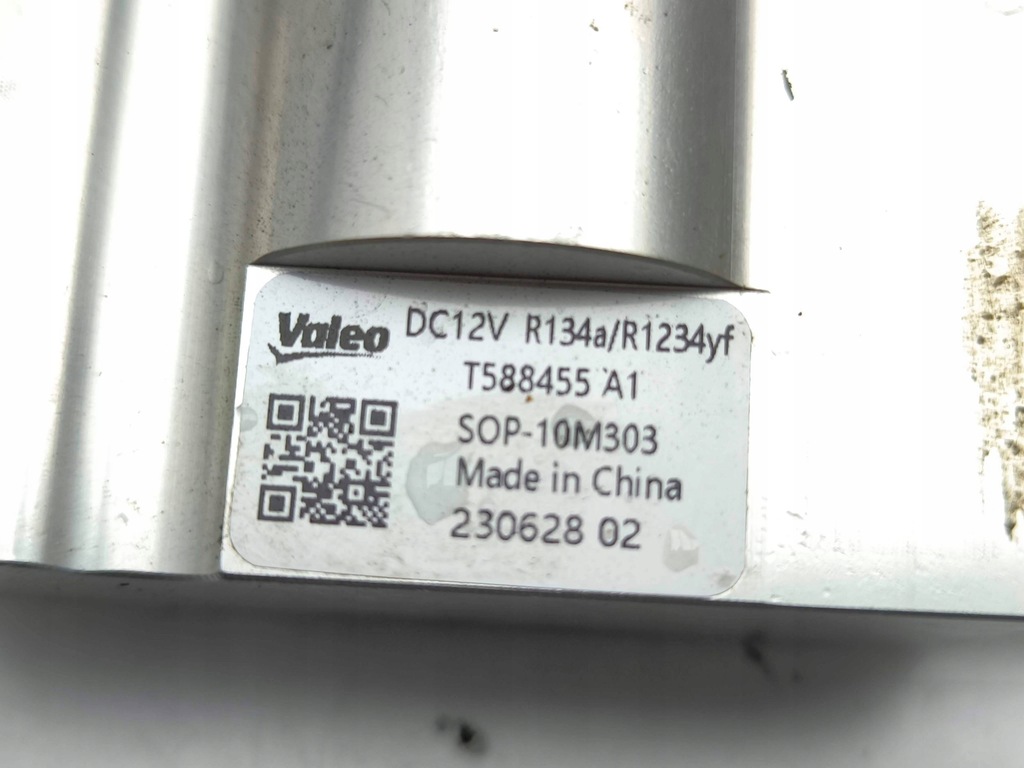 Valeo DC12V R134a/R1234yf
T588455 A1
SOP-10M303
Made in China
230628 02